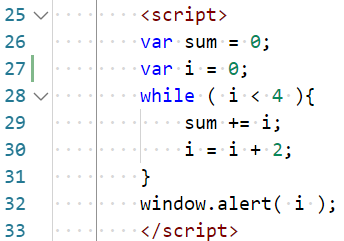 25 <script>
26 var sum = 0;
27 var i = 0;
28 while ( i < 4 ){
29 sum += i;
30 i = i + 2;
31 }
32 window.alert( i );
33 </script>